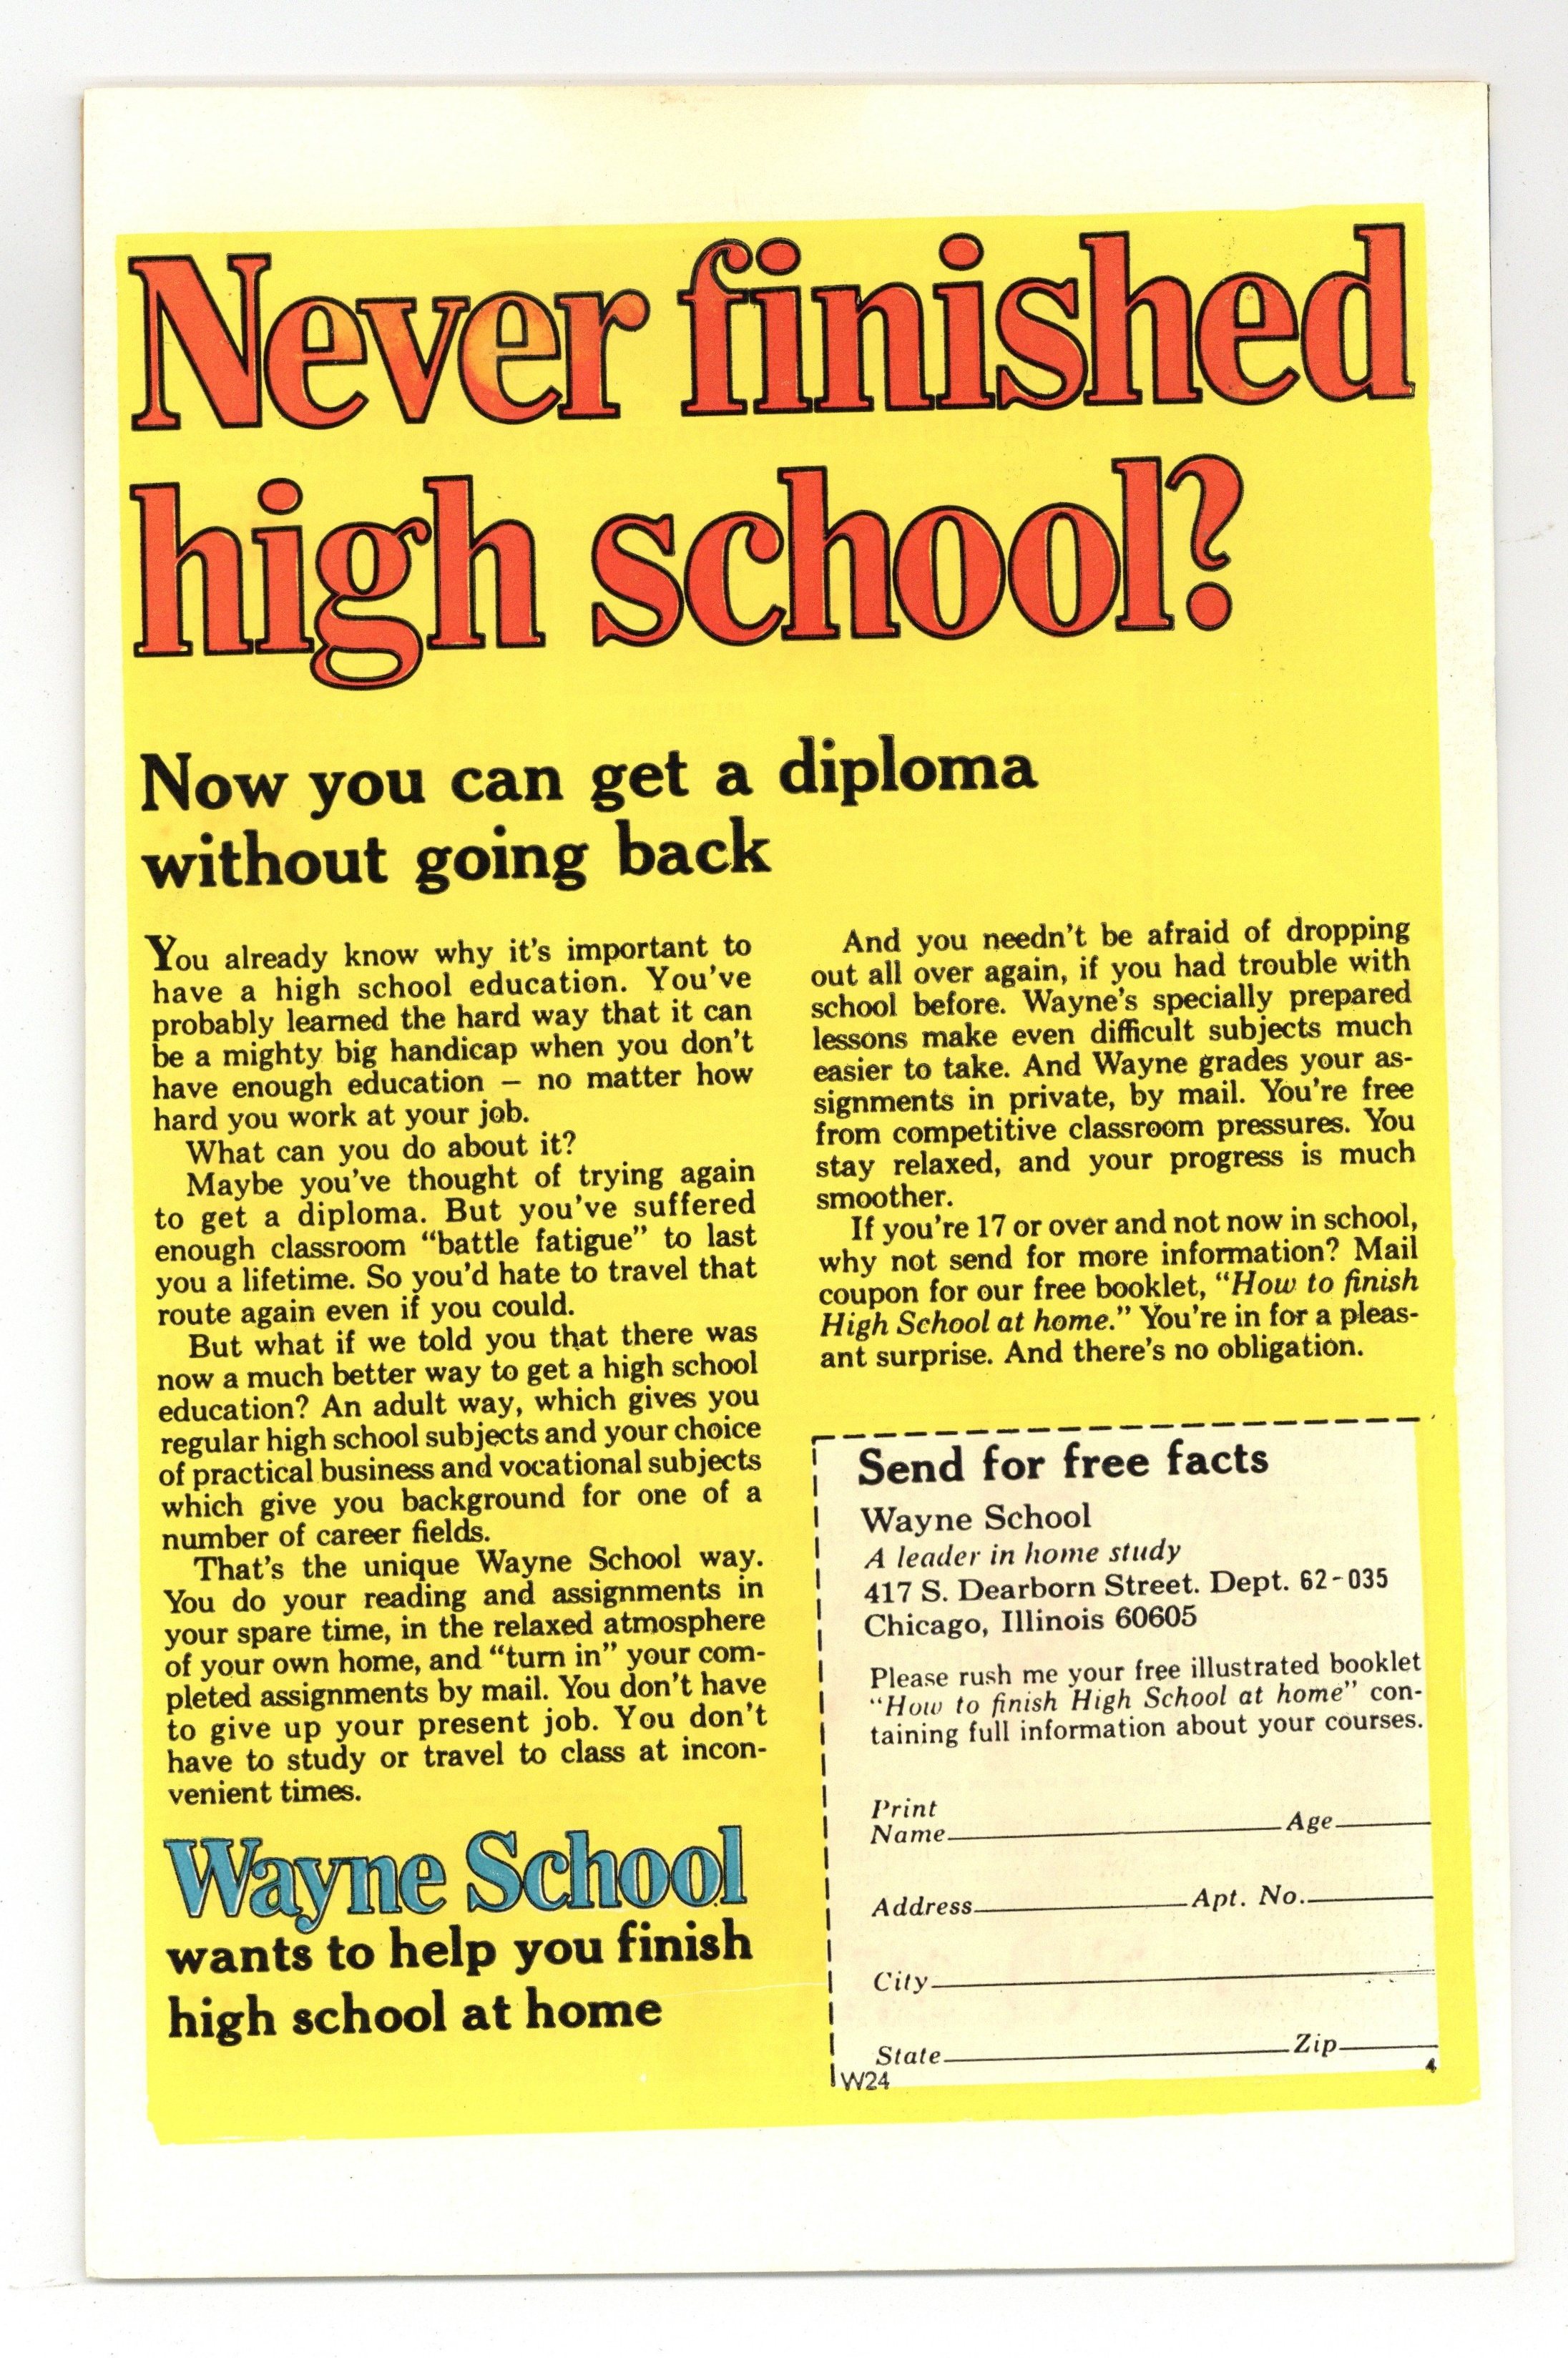 Never finished
high school?
Now you can get a diploma
without going back
You already know why it's important to
have a high school education. You've
probably learned the hard way that it can
be a mighty big handicap when you don't
have enough education – no matter how
hard you work at your job.
What can you do about it?
Maybe you've thought of trying again
to get a diploma. But you've suffered
enough classroom “battle fatigue” to last
you a lifetime. So you'd hate to travel that
route again even if you could.
But what if we told you that there was
now a much better way to get a high school
education? An adult way, which gives you
regular high school subjects and your choice
of practical business and vocational subjects
which give you background for one of a
number of career fields.
That's the unique Wayne School way.
You do your reading and assignments in
your spare time, in the relaxed atmosphere
of your own home, and “turn in” your com-
pleted assignments by mail. You don't have
to give up your present job. You don't
have to study or travel to class at incon-
venient times.
Wayne School
wants to help you finish
high school at home
And you needn't be afraid of dropping
out all over again, if you had trouble with
school before. Wayne's specially prepared
lessons make even difficult subjects much
easier to take. And Wayne grades your as-
signments in private, by mail. You're free
from competitive classroom pressures. You
stay relaxed, and your progress is much
smoother.
If you're 17 or over and not now in school,
why not send for more information? Mail
coupon for our free booklet, “How to finish
High School at home.” You're in for a pleas-
ant surprise. And there's no obligation.
Send for free facts
Wayne School
A leader in home study
417 S. Dearborn Street. Dept. 62-035
Chicago, Illinois 60605
Please rush me your free illustrated booklet
“How to finish High School at home” con-
taining full information about your courses.
Print
Name Age
Address Apt. No.
City
State Zip
W24 4